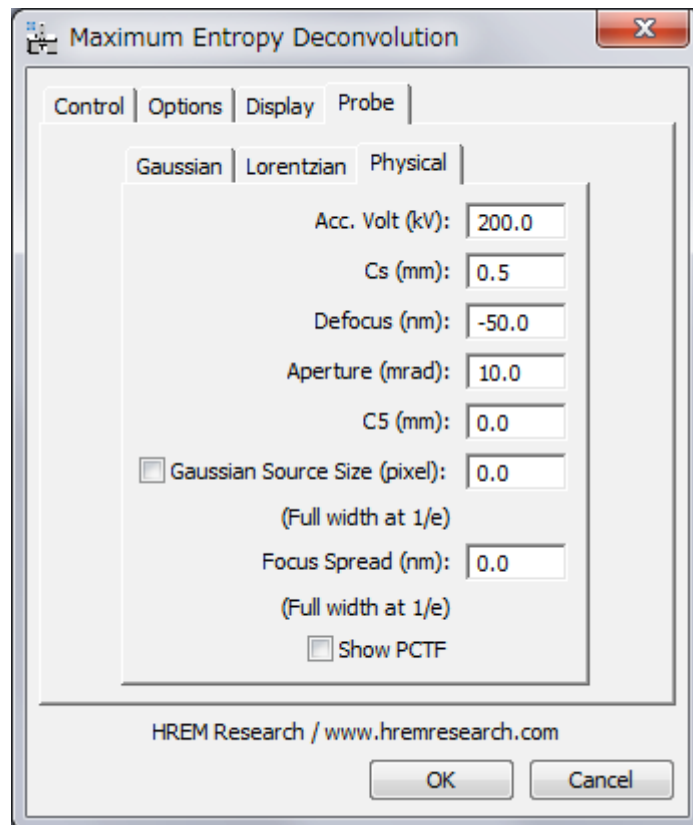 Maximum Entropy Deconvolution
Control Options Display Probe
Gaussian Lorentzian Physical
Acc. Volt (kV): 200.0
Cs (mm): 0.5
Defocus (nm): -50.0
Aperture (mrad): 10.0
C5 (mm): 0.0
Gaussian Source Size (pixel): 0.0
(Full width at 1/e)
Focus Spread (nm): 0.0
(Full width at 1/e)
Show PCTF
HREM Research / www.hremresearch.com
OK Cancel